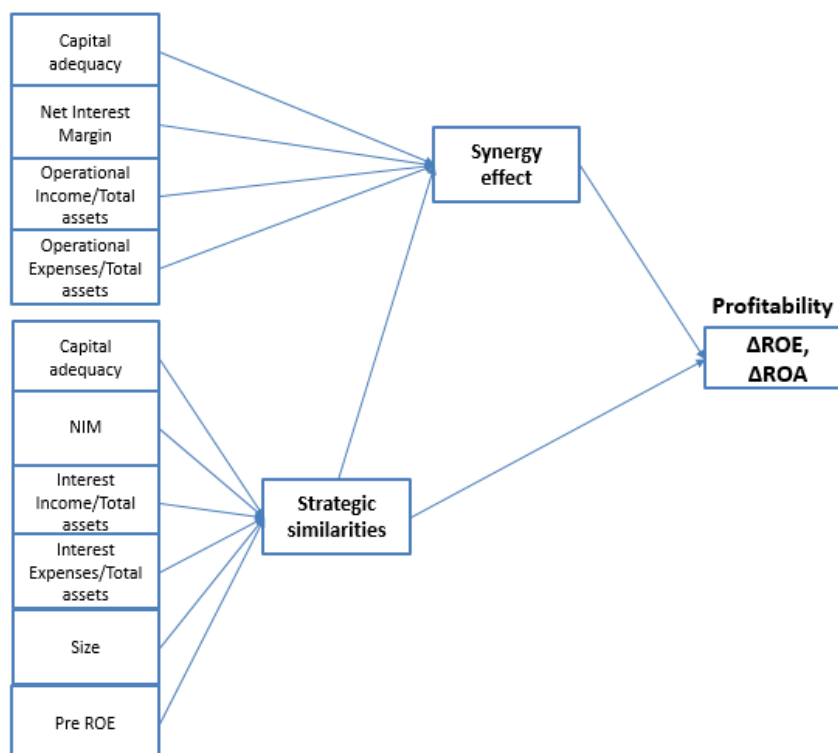 Capital
adequacy
Net Interest
Margin
Operational
Income/Total
assets
Operational
Expenses/Total
assets
Synergy
effect
Profitability
ΔROE,
ΔROA
Capital
adequacy
NIM
Interest
Income/Total
assets
Interest
Expenses/Total
assets
Size
Pre ROE
Strategic
similarities